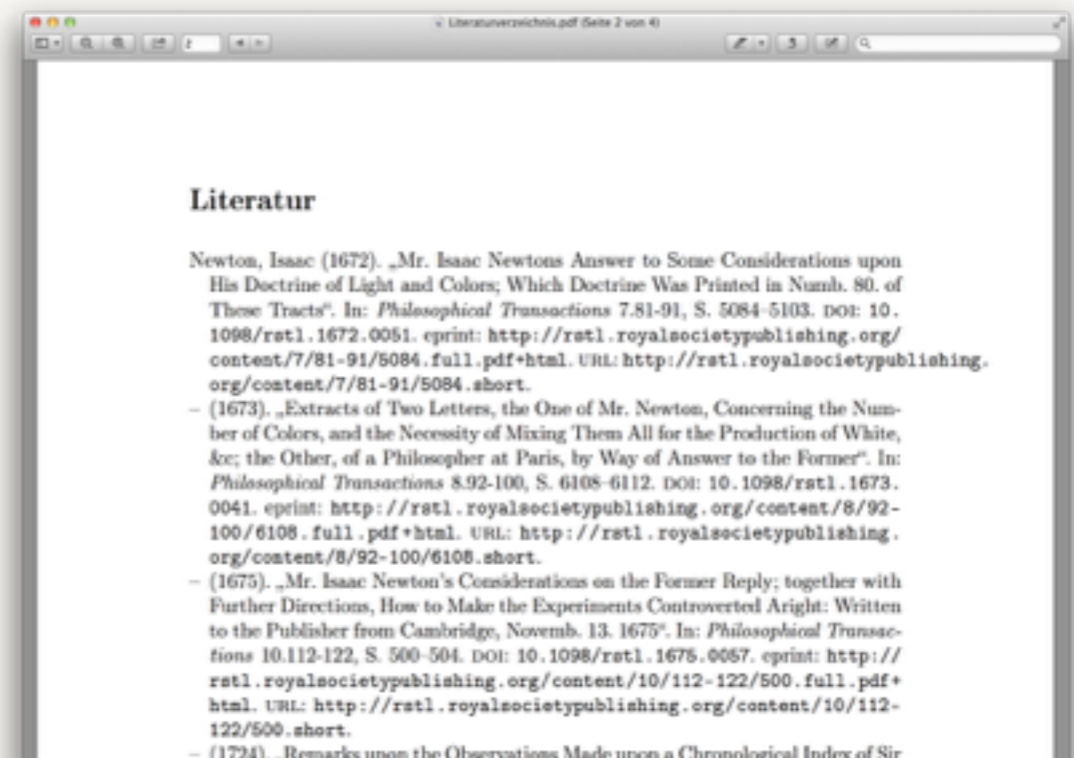 Literaturverzeichnis.pdf (Seite 2 von 4)
Literatur
Newton, Isaac (1672). „Mr. Isaac Newtons Answer to Some Considerations upon
His Doctrine of Light and Colors; Which Doctrine Was Printed in Numb. 80. of
These Tracts“. In: Philosophical Transactions 7.81-91, S. 5084–5103. DOI: 10.
1098/rstl.1672.0051. eprint: http://rstl.royalsocietypublishing.org/
content/7/81-91/5084.full.pdf+html. URL: http://rstl.royalsocietypublishing.
org/content/7/81-91/5084.short.
– (1673). „Extracts of Two Letters, the One of Mr. Newton, Concerning the Num-
ber of Colors, and the Necessity of Mixing Them All for the Production of White,
&c; the Other, of a Philosopher at Paris, by Way of Answer to the Former“. In:
Philosophical Transactions 8.92-100, S. 6108–6112. DOI: 10.1098/rstl.1673.
0041. eprint: http://rstl.royalsocietypublishing.org/content/8/92-
100/6108.full.pdf+html. URL: http://rstl.royalsocietypublishing.
org/content/8/92-100/6108.short.
– (1675). „Mr. Isaac Newton's Considerations on the Former Reply; together with
Further Directions, How to Make the Experiments Controverted Aright: Written
to the Publisher from Cambridge, Novemb. 13. 1675“. In: Philosophical Transac-
tions 10.112-122, S. 500–504. DOI: 10.1098/rstl.1675.0057. eprint: http://
rstl.royalsocietypublishing.org/content/10/112-122/500.full.pdf+
html. URL: http://rstl.royalsocietypublishing.org/content/10/112-
122/500.short.
– (1724). „Remarks upon the Observations Made upon a Chronological Index of Sir